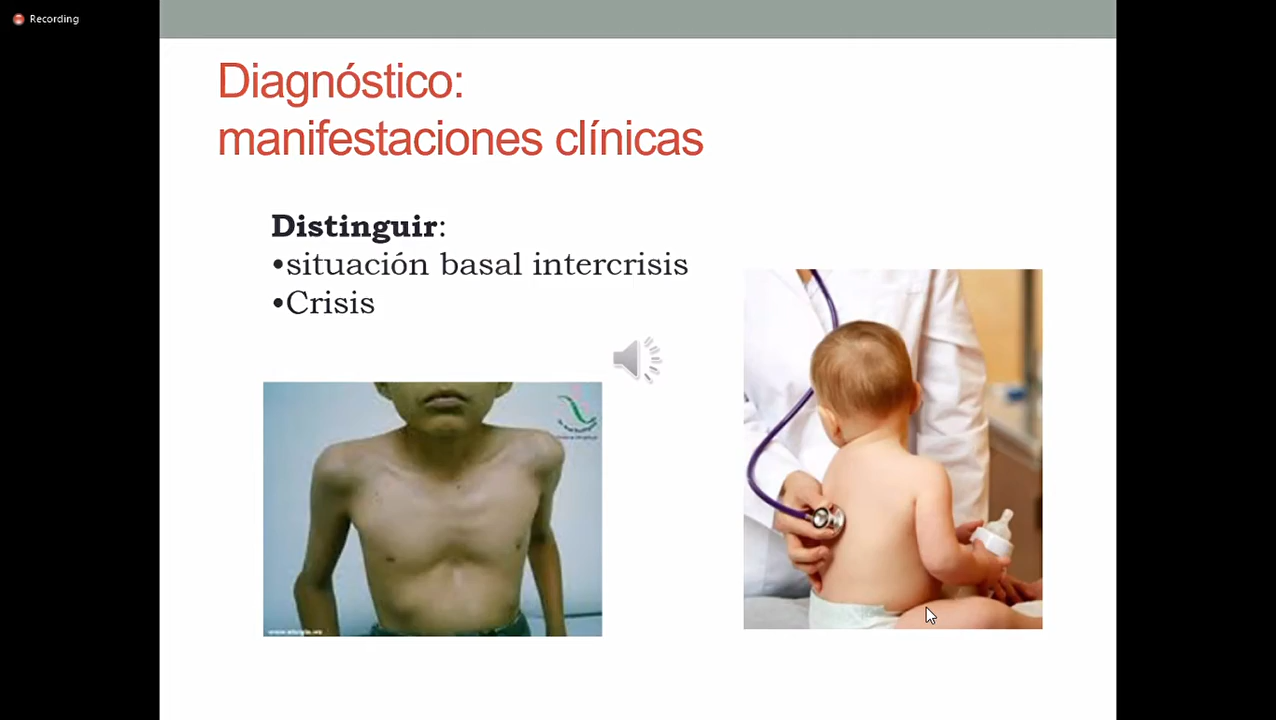 Recording
Diagnóstico:
manifestaciones clínicas
Distinguir:
•situación basal intercrisis
•Crisis